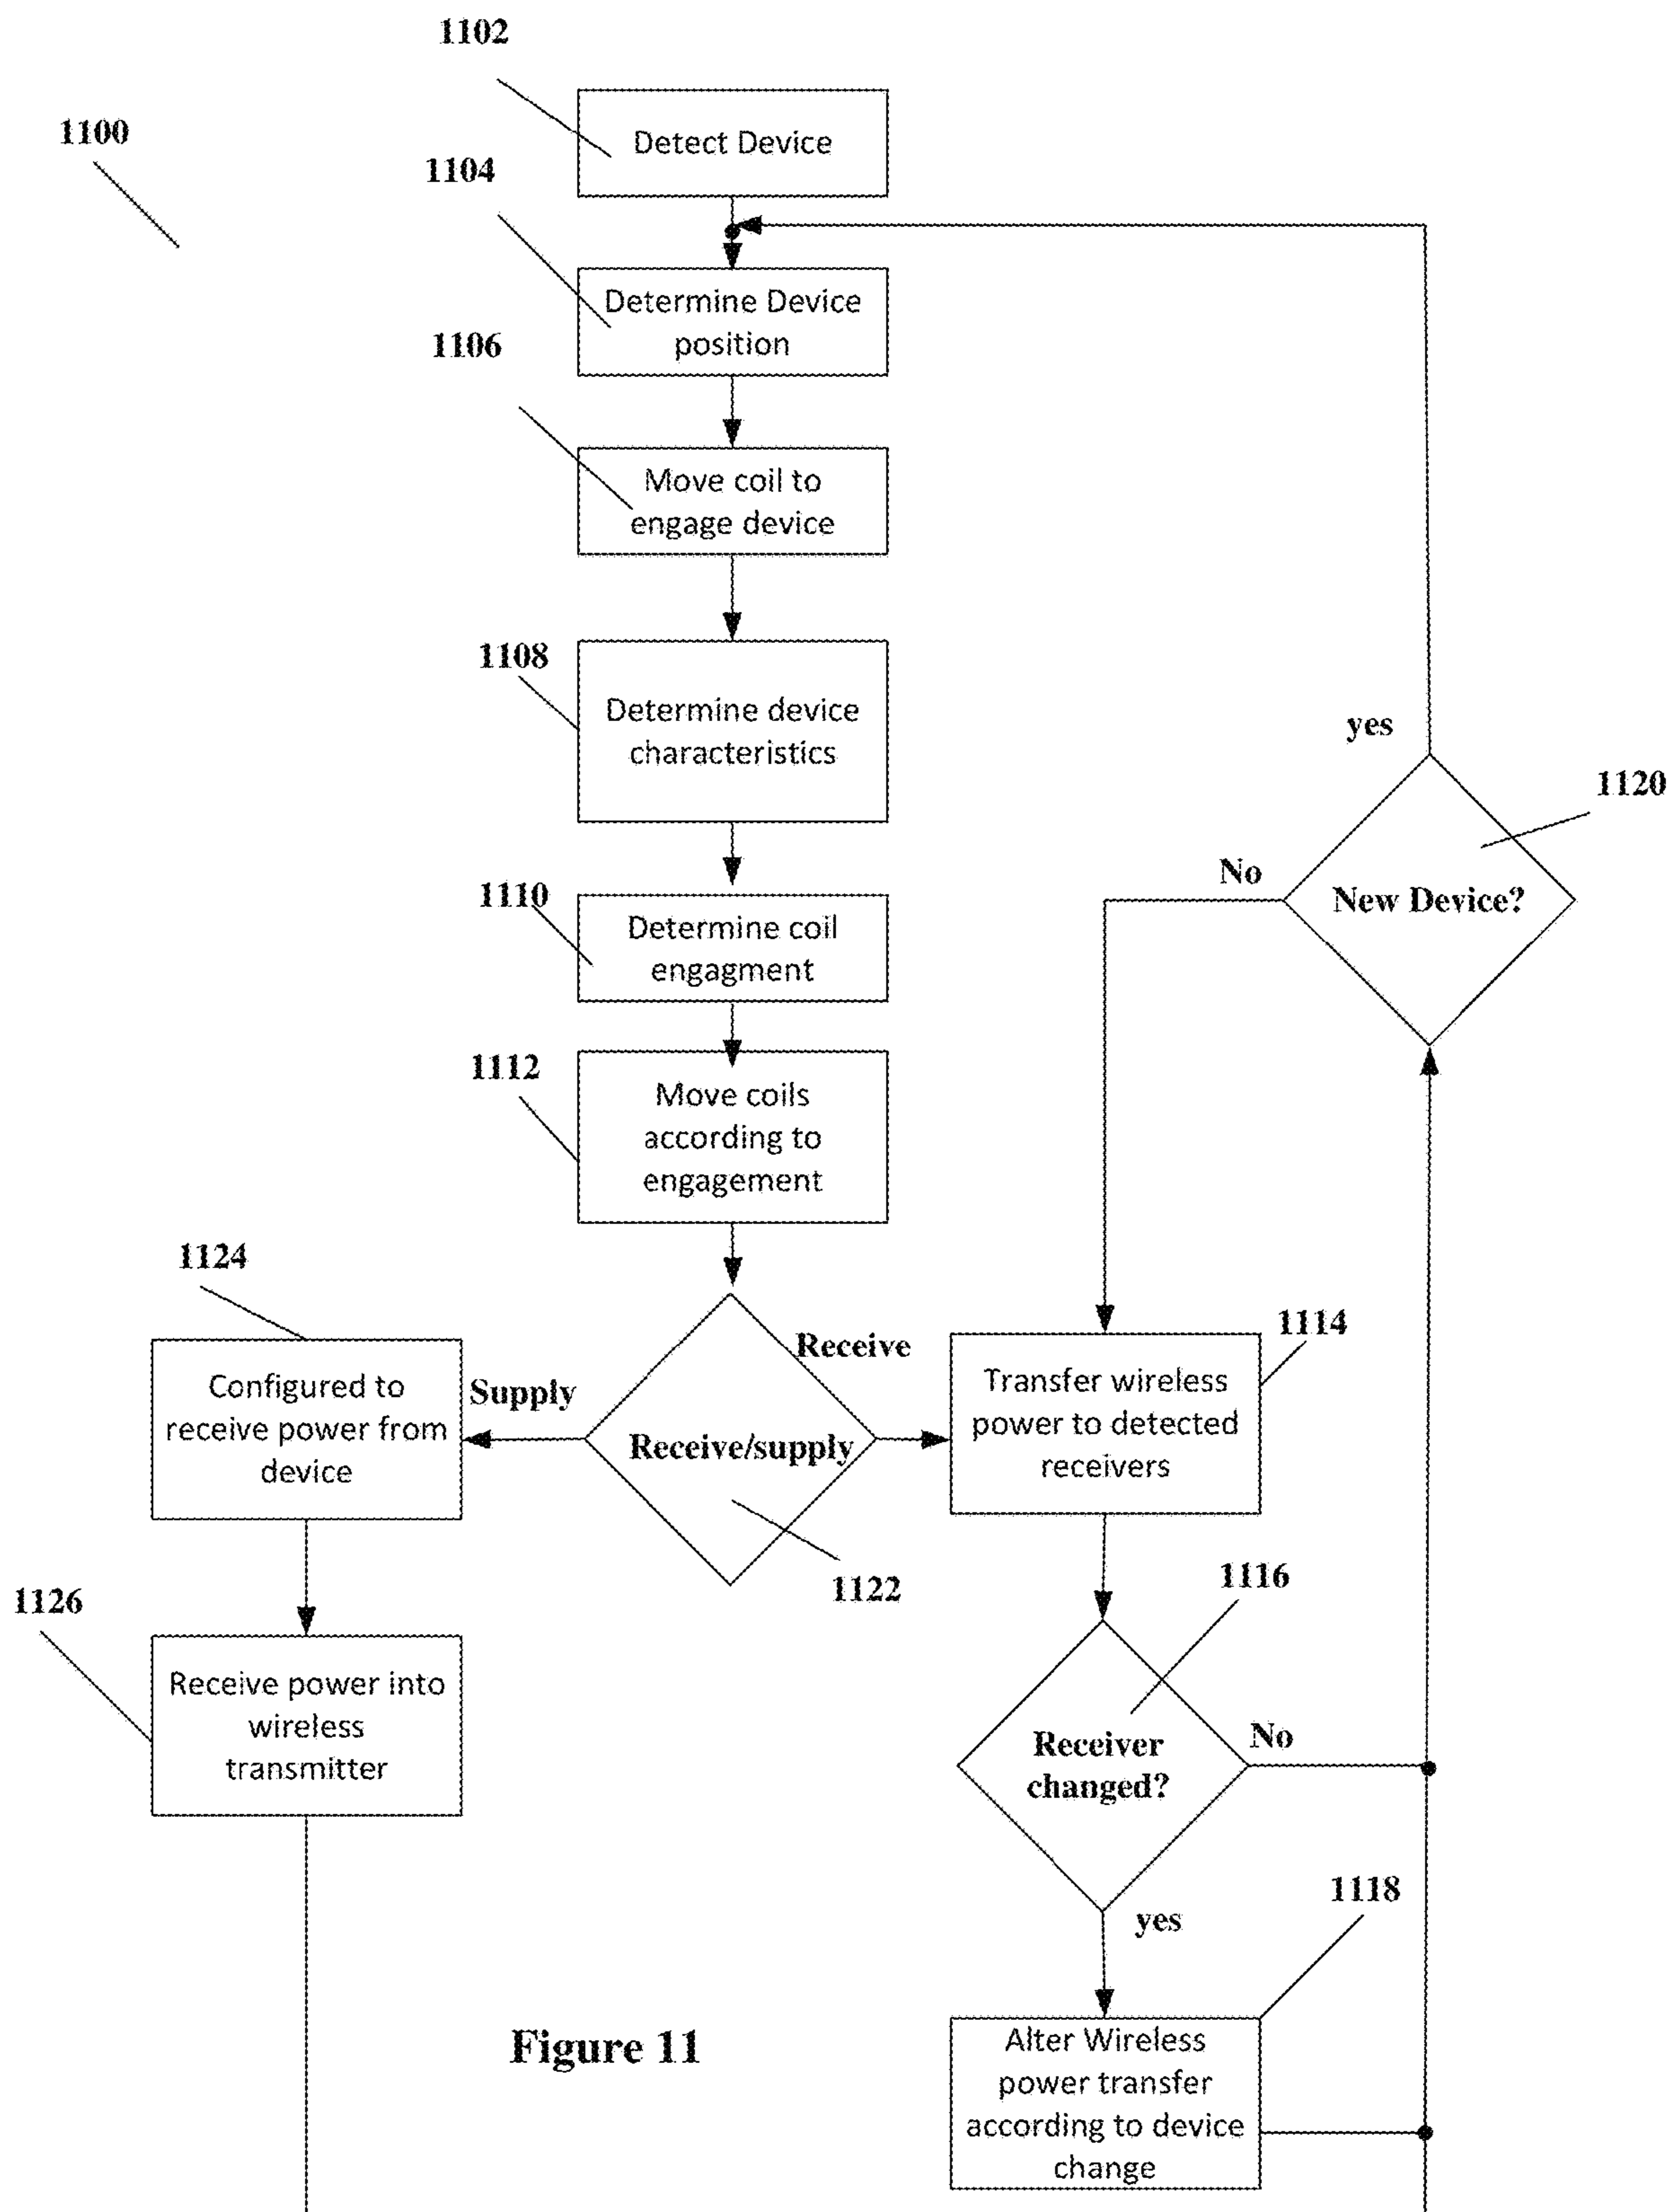 1102
Detect Device
1100
1104
Determine Device
position
1106
Move coil to
engage device
1108
Determine device
characteristics
yes
1120
New Device?
No
1110
Determine coil
engagment
1112
Move coils
according to
engagement
1124
Configured to
receive power from
device
Supply
Receive
Receive/supply
1122
1114
Transfer wireless
power to detected
receivers
1126
Receive power into
wireless
transmitter
1116
Receiver
changed?
No
yes
1118
Alter Wireless
power transfer
according to device
change
Figure 11